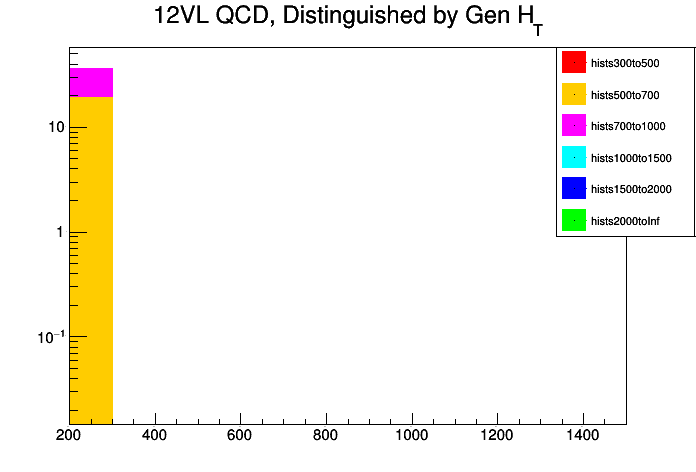 12VL QCD, Distinguished by Gen H_T
hists300to500
hists500to700
hists700to1000
hists1000to1500
hists1500to2000
hists2000toInf
10
1
10⁻¹
200 400 600 800 1000 1200 1400